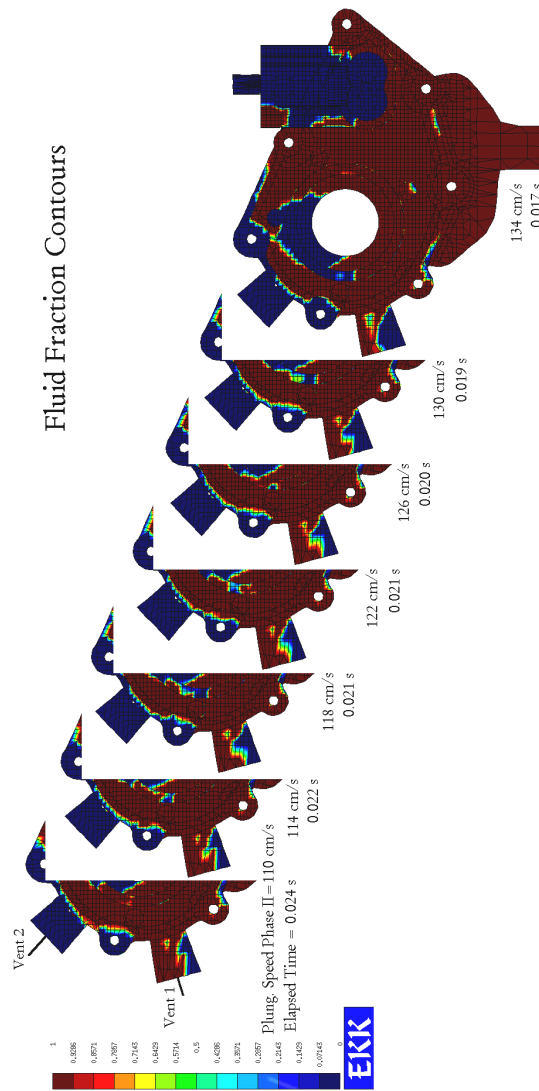 Fluid Fraction Contours
Vent 2
Vent 1
Plung. Speed Phase II = 110 cm/s
Elapsed Time = 0.024 s
114 cm/s
0.022 s
118 cm/s
0.021 s
122 cm/s
0.021 s
126 cm/s
0.020 s
130 cm/s
0.019 s
134 cm/s
0.017 s
1
0.9286
0.8571
0.7857
0.7143
0.6429
0.5714
0.5
0.4286
0.3571
0.2857
0.2143
0.1429
0.07143
0
EKK